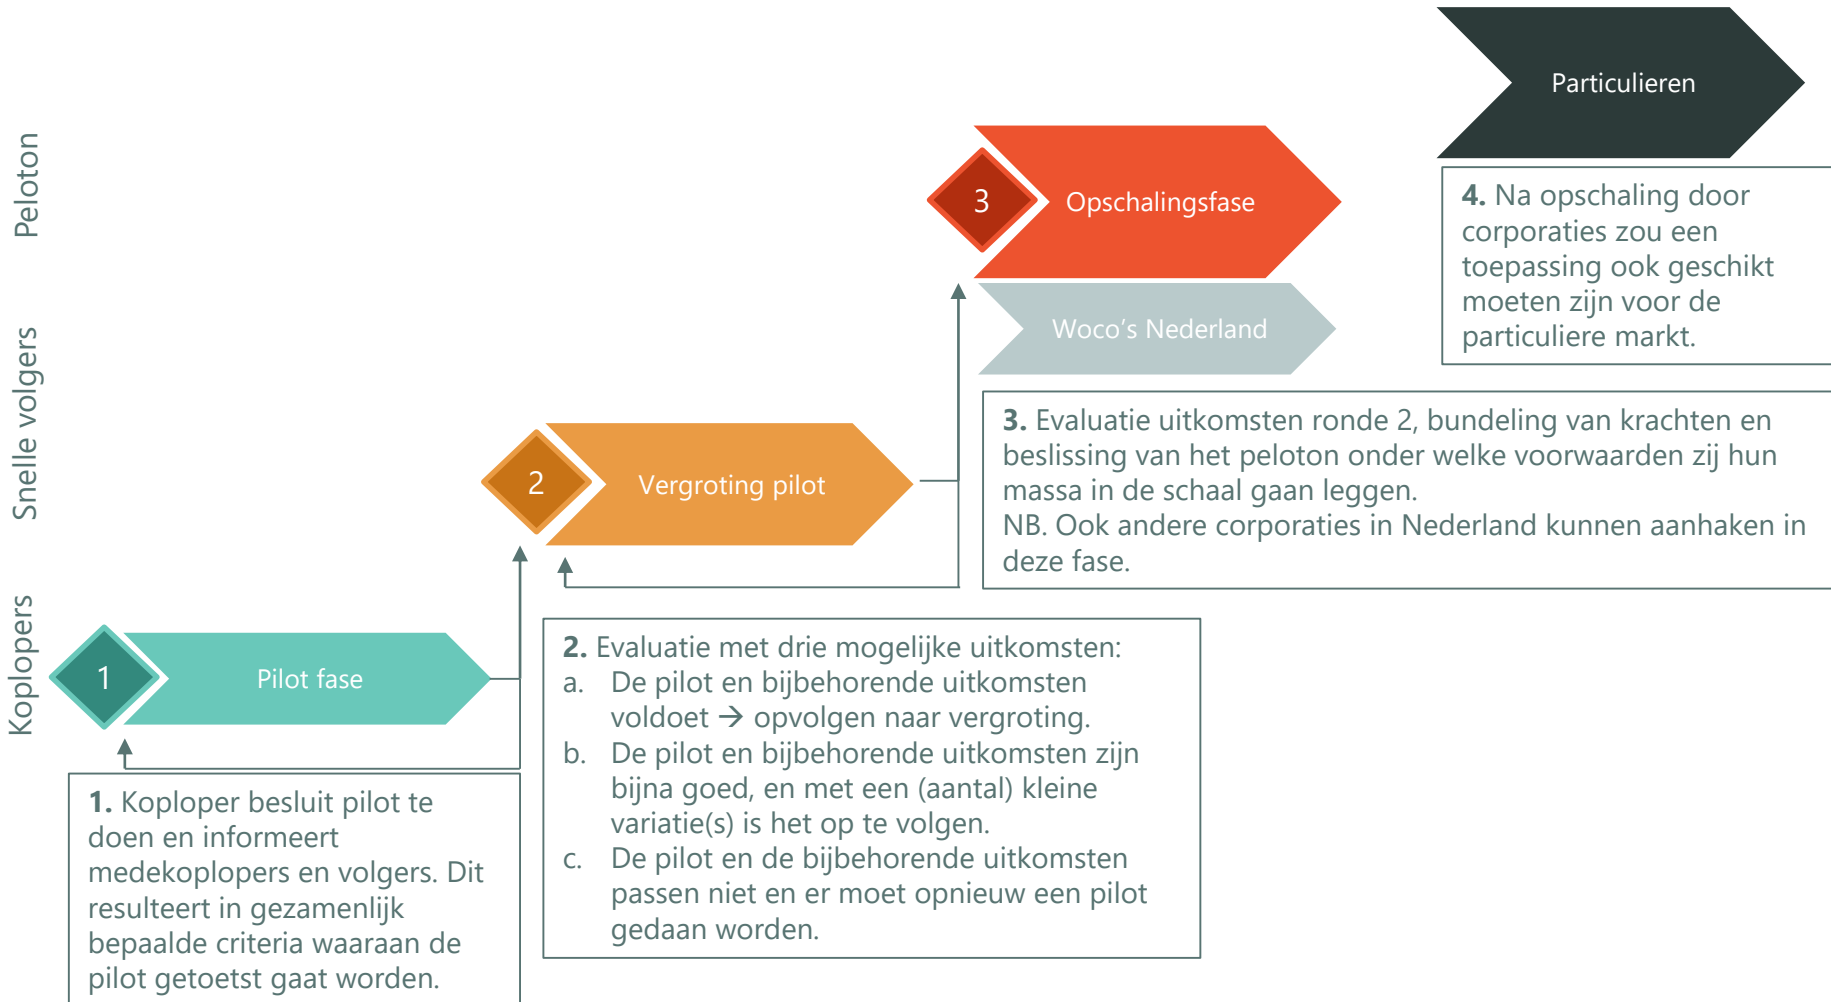 Particulieren
Peloton
3
Opschalingsfase
4. Na opschaling door
corporaties zou een
toepassing ook geschikt
moeten zijn voor de
particuliere markt.
Woco's Nederland
Snelle volgers
2
Vergroting pilot
3. Evaluatie uitkomsten ronde 2, bundeling van krachten en
beslissing van het peloton onder welke voorwaarden zij hun
massa in de schaal gaan leggen.
NB. Ook andere corporaties in Nederland kunnen aanhaken in
deze fase.
Koplopers
1
Pilot fase
2. Evaluatie met drie mogelijke uitkomsten:
a. De pilot en bijbehorende uitkomsten
voldoet → opvolgen naar vergroting.
b. De pilot en bijbehorende uitkomsten zijn
bijna goed, en met een (aantal) kleine
variatie(s) is het op te volgen.
c. De pilot en de bijbehorende uitkomsten
passen niet en er moet opnieuw een pilot
gedaan worden.
1. Koploper besluit pilot te
doen en informeert
medekoplopers en volgers. Dit
resulteert in gezamenlijk
bepaalde criteria waaraan de
pilot getoetst gaat worden.